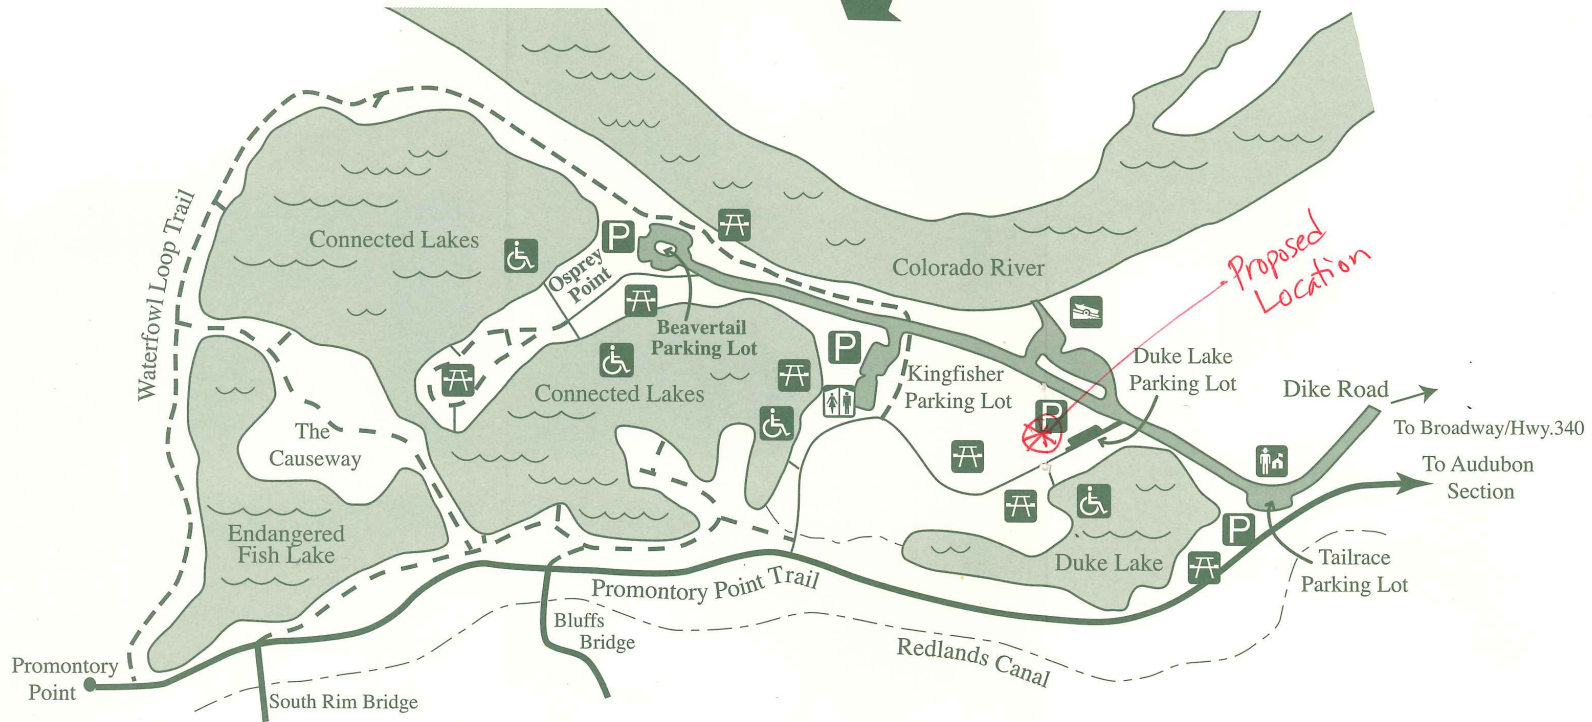 Waterfowl Loop Trail
Connected Lakes
P
Osprey
Point
Colorado River
Proposed
Location
Beavertail
Parking Lot
P
Connected Lakes
Kingfisher
Parking Lot
Duke Lake
Parking Lot
P
Dike Road
To Broadway/Hwy.340
The
Causeway
To Audubon
Section
Endangered
Fish Lake
P
Duke Lake
Tailrace
Parking Lot
Promontory Point Trail
Bluffs
Bridge
Redlands Canal
Promontory
Point
South Rim Bridge